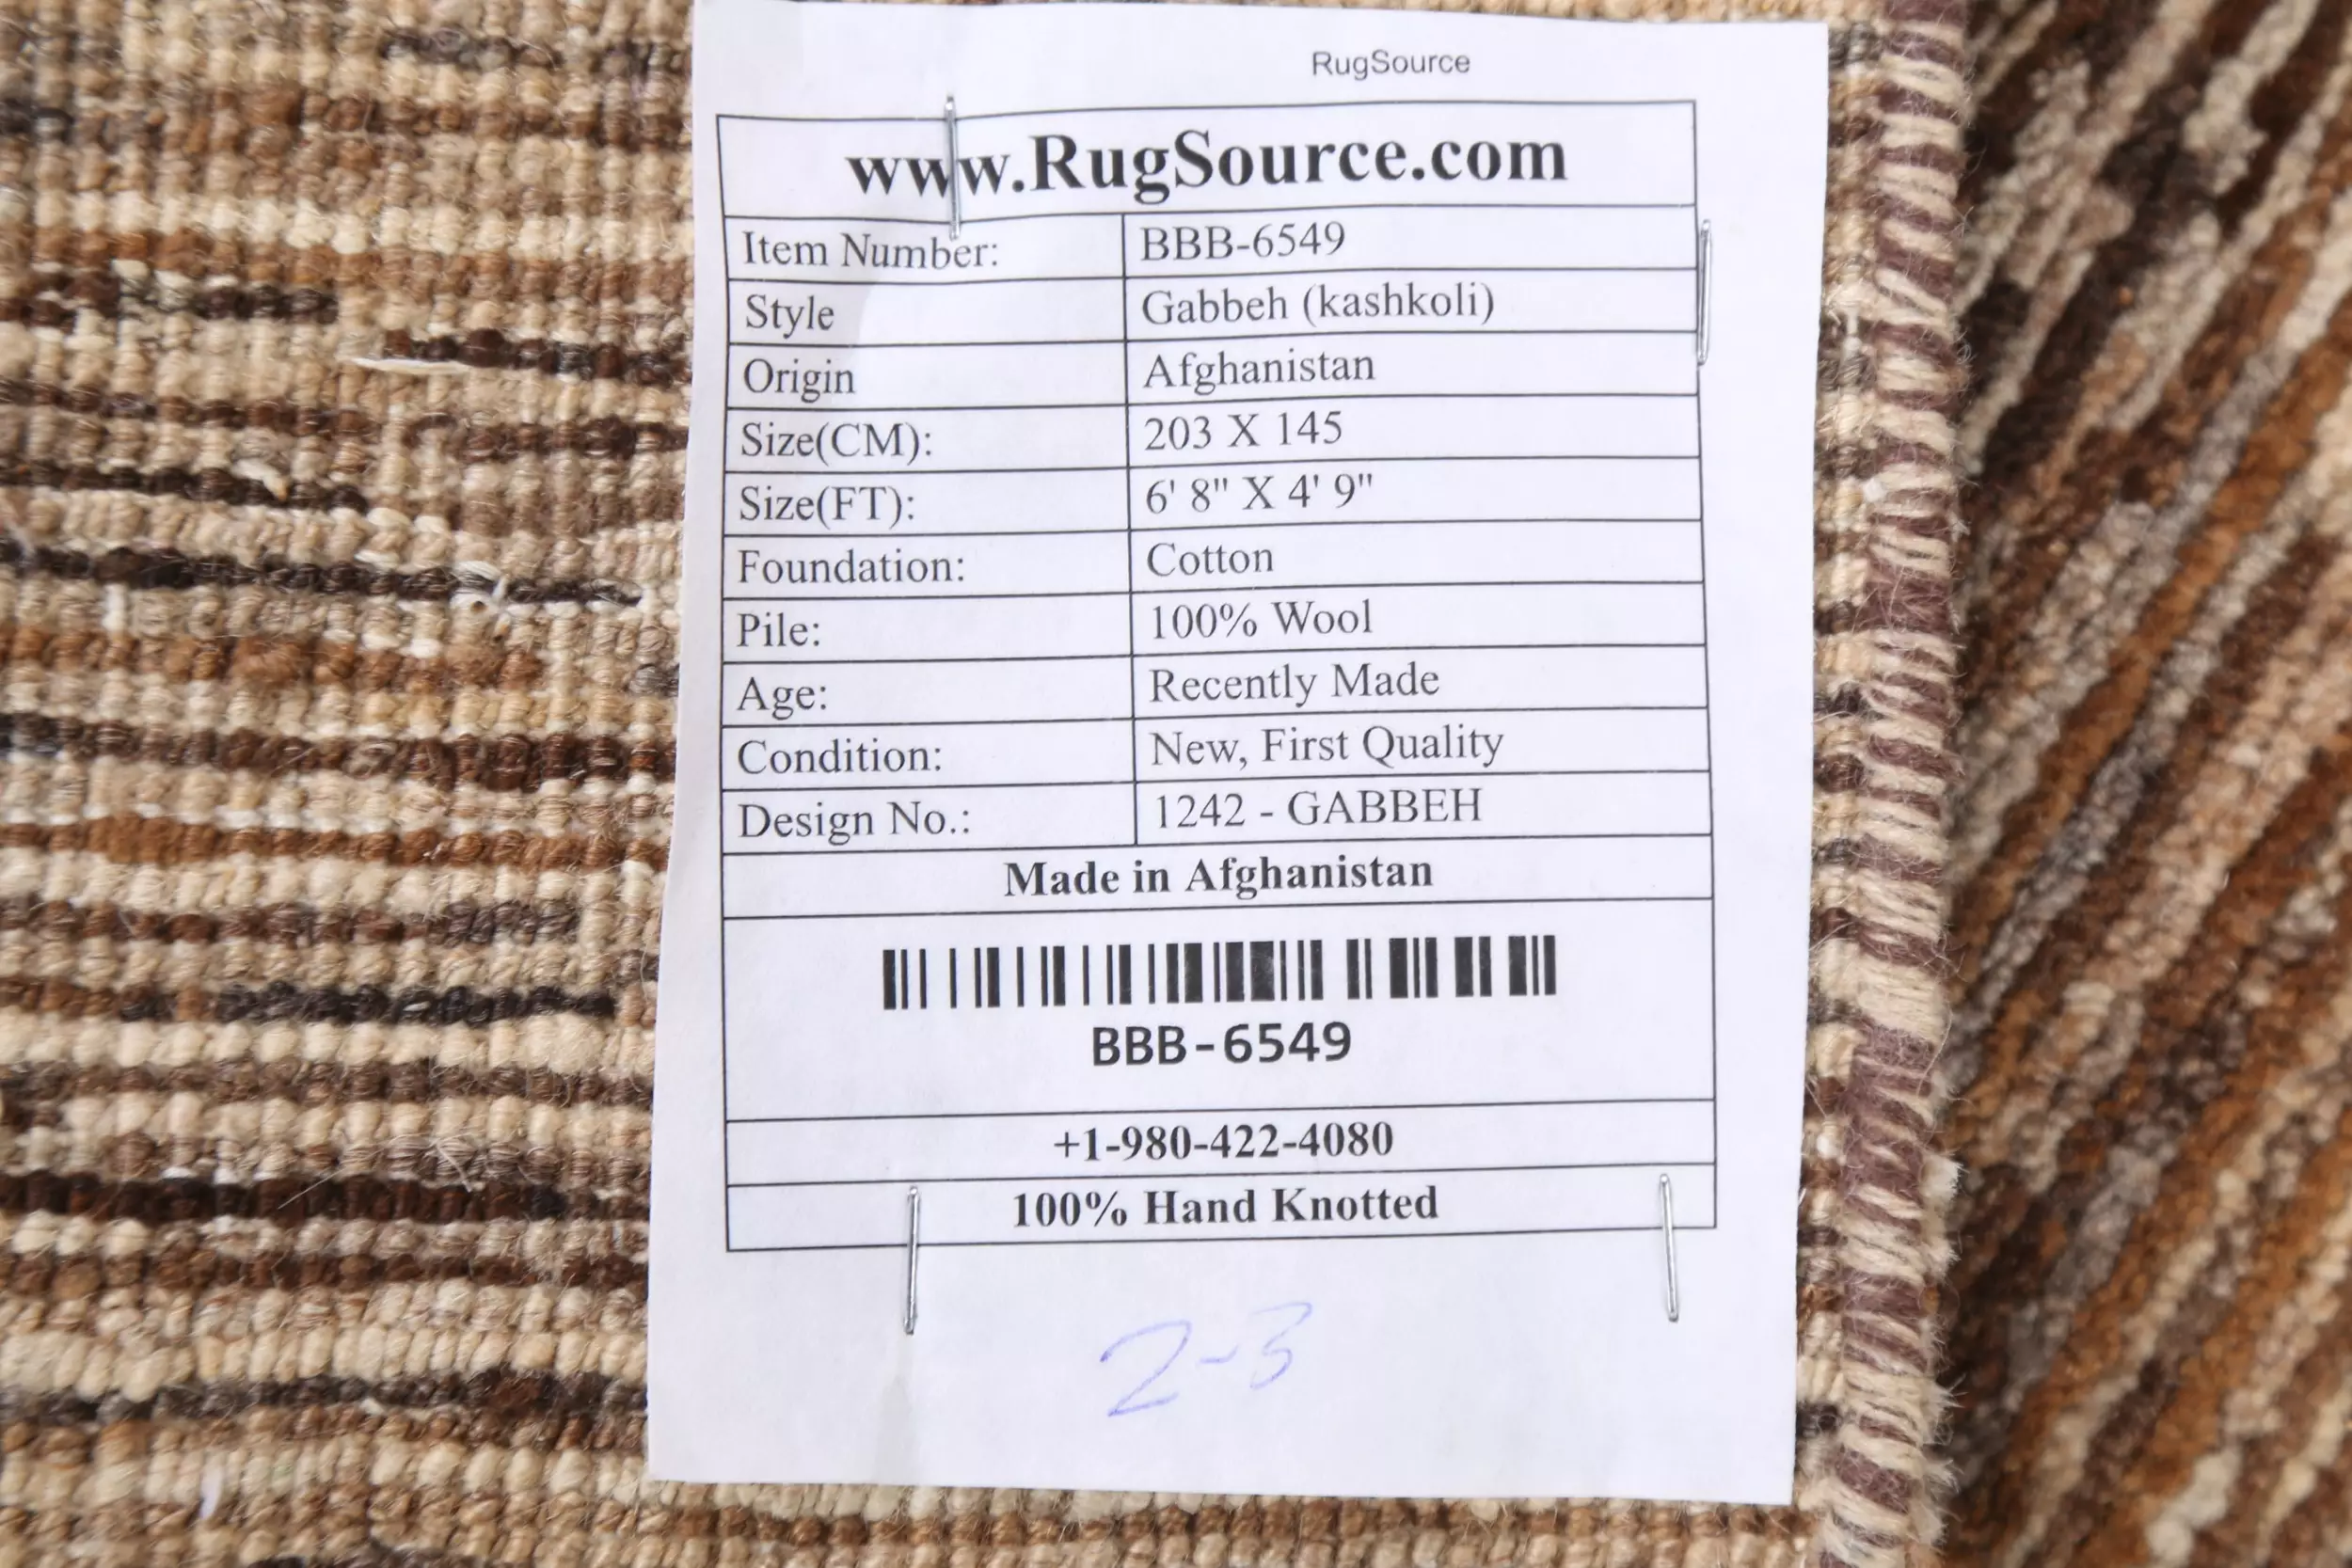 RugSource
www.RugSource.com
Item Number: BBB-6549
Style Gabbeh (kashkoli)
Origin Afghanistan
Size(CM): 203 X 145
Size(FT): 6' 8" X 4' 9"
Foundation: Cotton
Pile: 100% Wool
Age: Recently Made
Condition: New, First Quality
Design No.: 1242 - GABBEH
Made in Afghanistan
BBB-6549
+1-980-422-4080
100% Hand Knotted
2-3